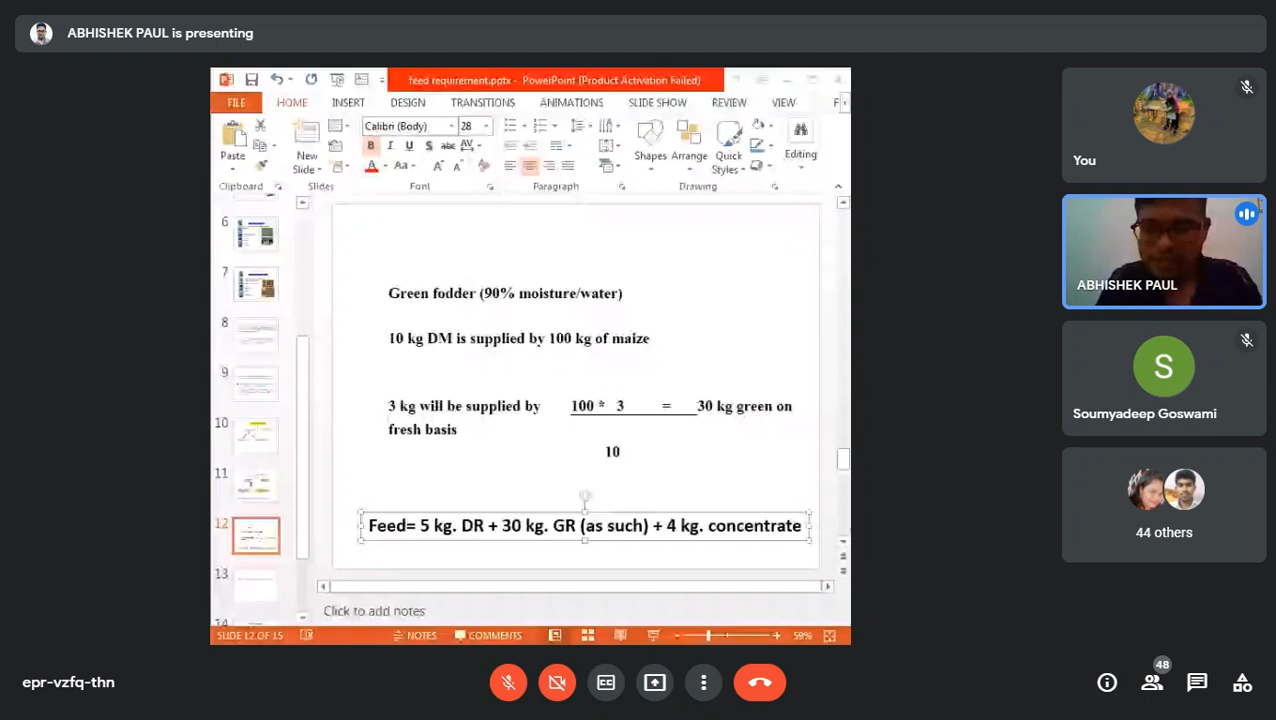 ABHISHEK PAUL is presenting
feed requirement.pptx - PowerPoint (Product Activation Failed)
FILE HOME INSERT DESIGN TRANSITIONS ANIMATIONS SLIDE SHOW REVIEW VIEW F
Calibri (Body) 28
B I U S abc AV
A Aa A A
Paste
New
Slide
Shapes Arrange Quick
Styles
Editing
Clipboard Slides Font Paragraph Drawing
6
7
8
9
10
11
12
13
14
Green fodder (90% moisture/water)
10 kg DM is supplied by 100 kg of maize
3 kg will be supplied by 100 * 3 = 30 kg green on
fresh basis
10
Feed= 5 kg. DR + 30 kg. GR (as such) + 4 kg. concentrate
Click to add notes
SLIDE 12 OF 15 NOTES COMMENTS 59%
You
ABHISHEK PAUL
S
Soumyadeep Goswami
44 others
epr-vzfq-thn
CC
48